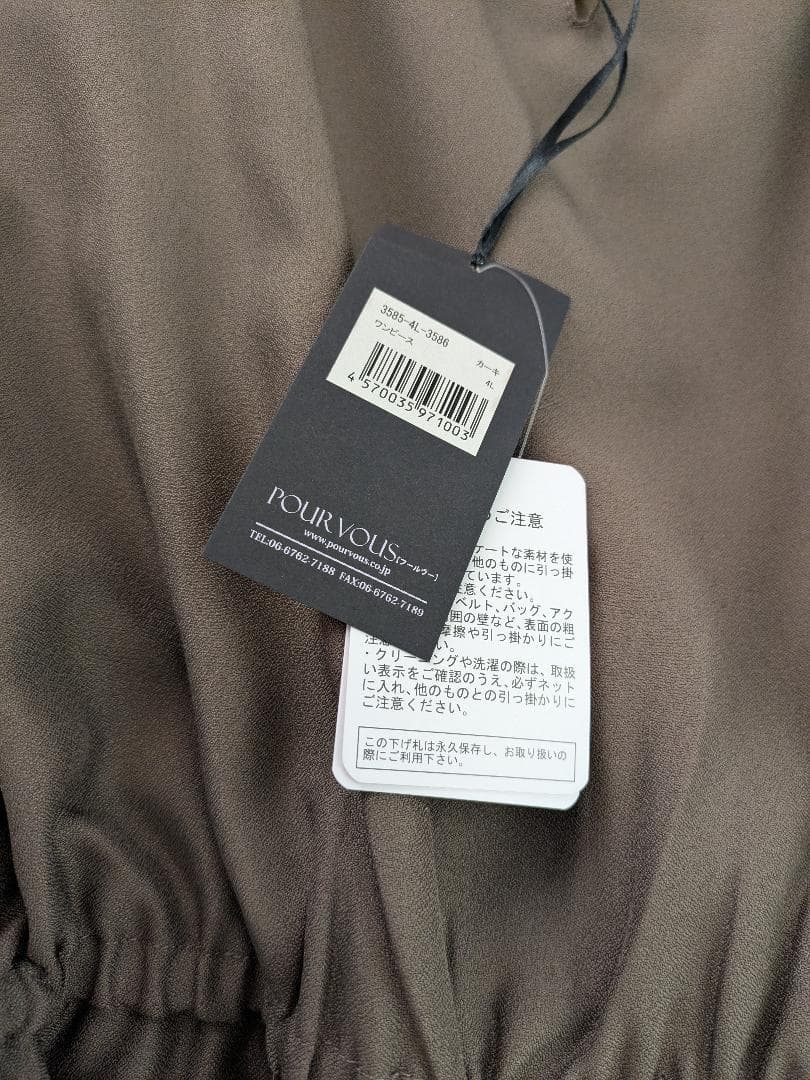 3585-4L-3586
ワンピース
カーキ
4L
4 570035 971003
POUR VOUS [プールヴー]
www.pourvous.co.jp
TEL:06-6762-7188 FAX:06-6762-7189
ご注意
ケートな素材を使
他のものに引っ掛
ています。
注意ください。
ベルト、バッグ、アク
囲の壁など、表面の粗
摩擦や引っ掛かりにご
い。
・クリーニングや洗濯の際は、取扱
い表示をご確認のうえ、必ずネット
に入れ、他のものとの引っ掛かりに
ご注意ください。
この下げ札は永久保存し、お取り扱いの
際にご利用下さい。